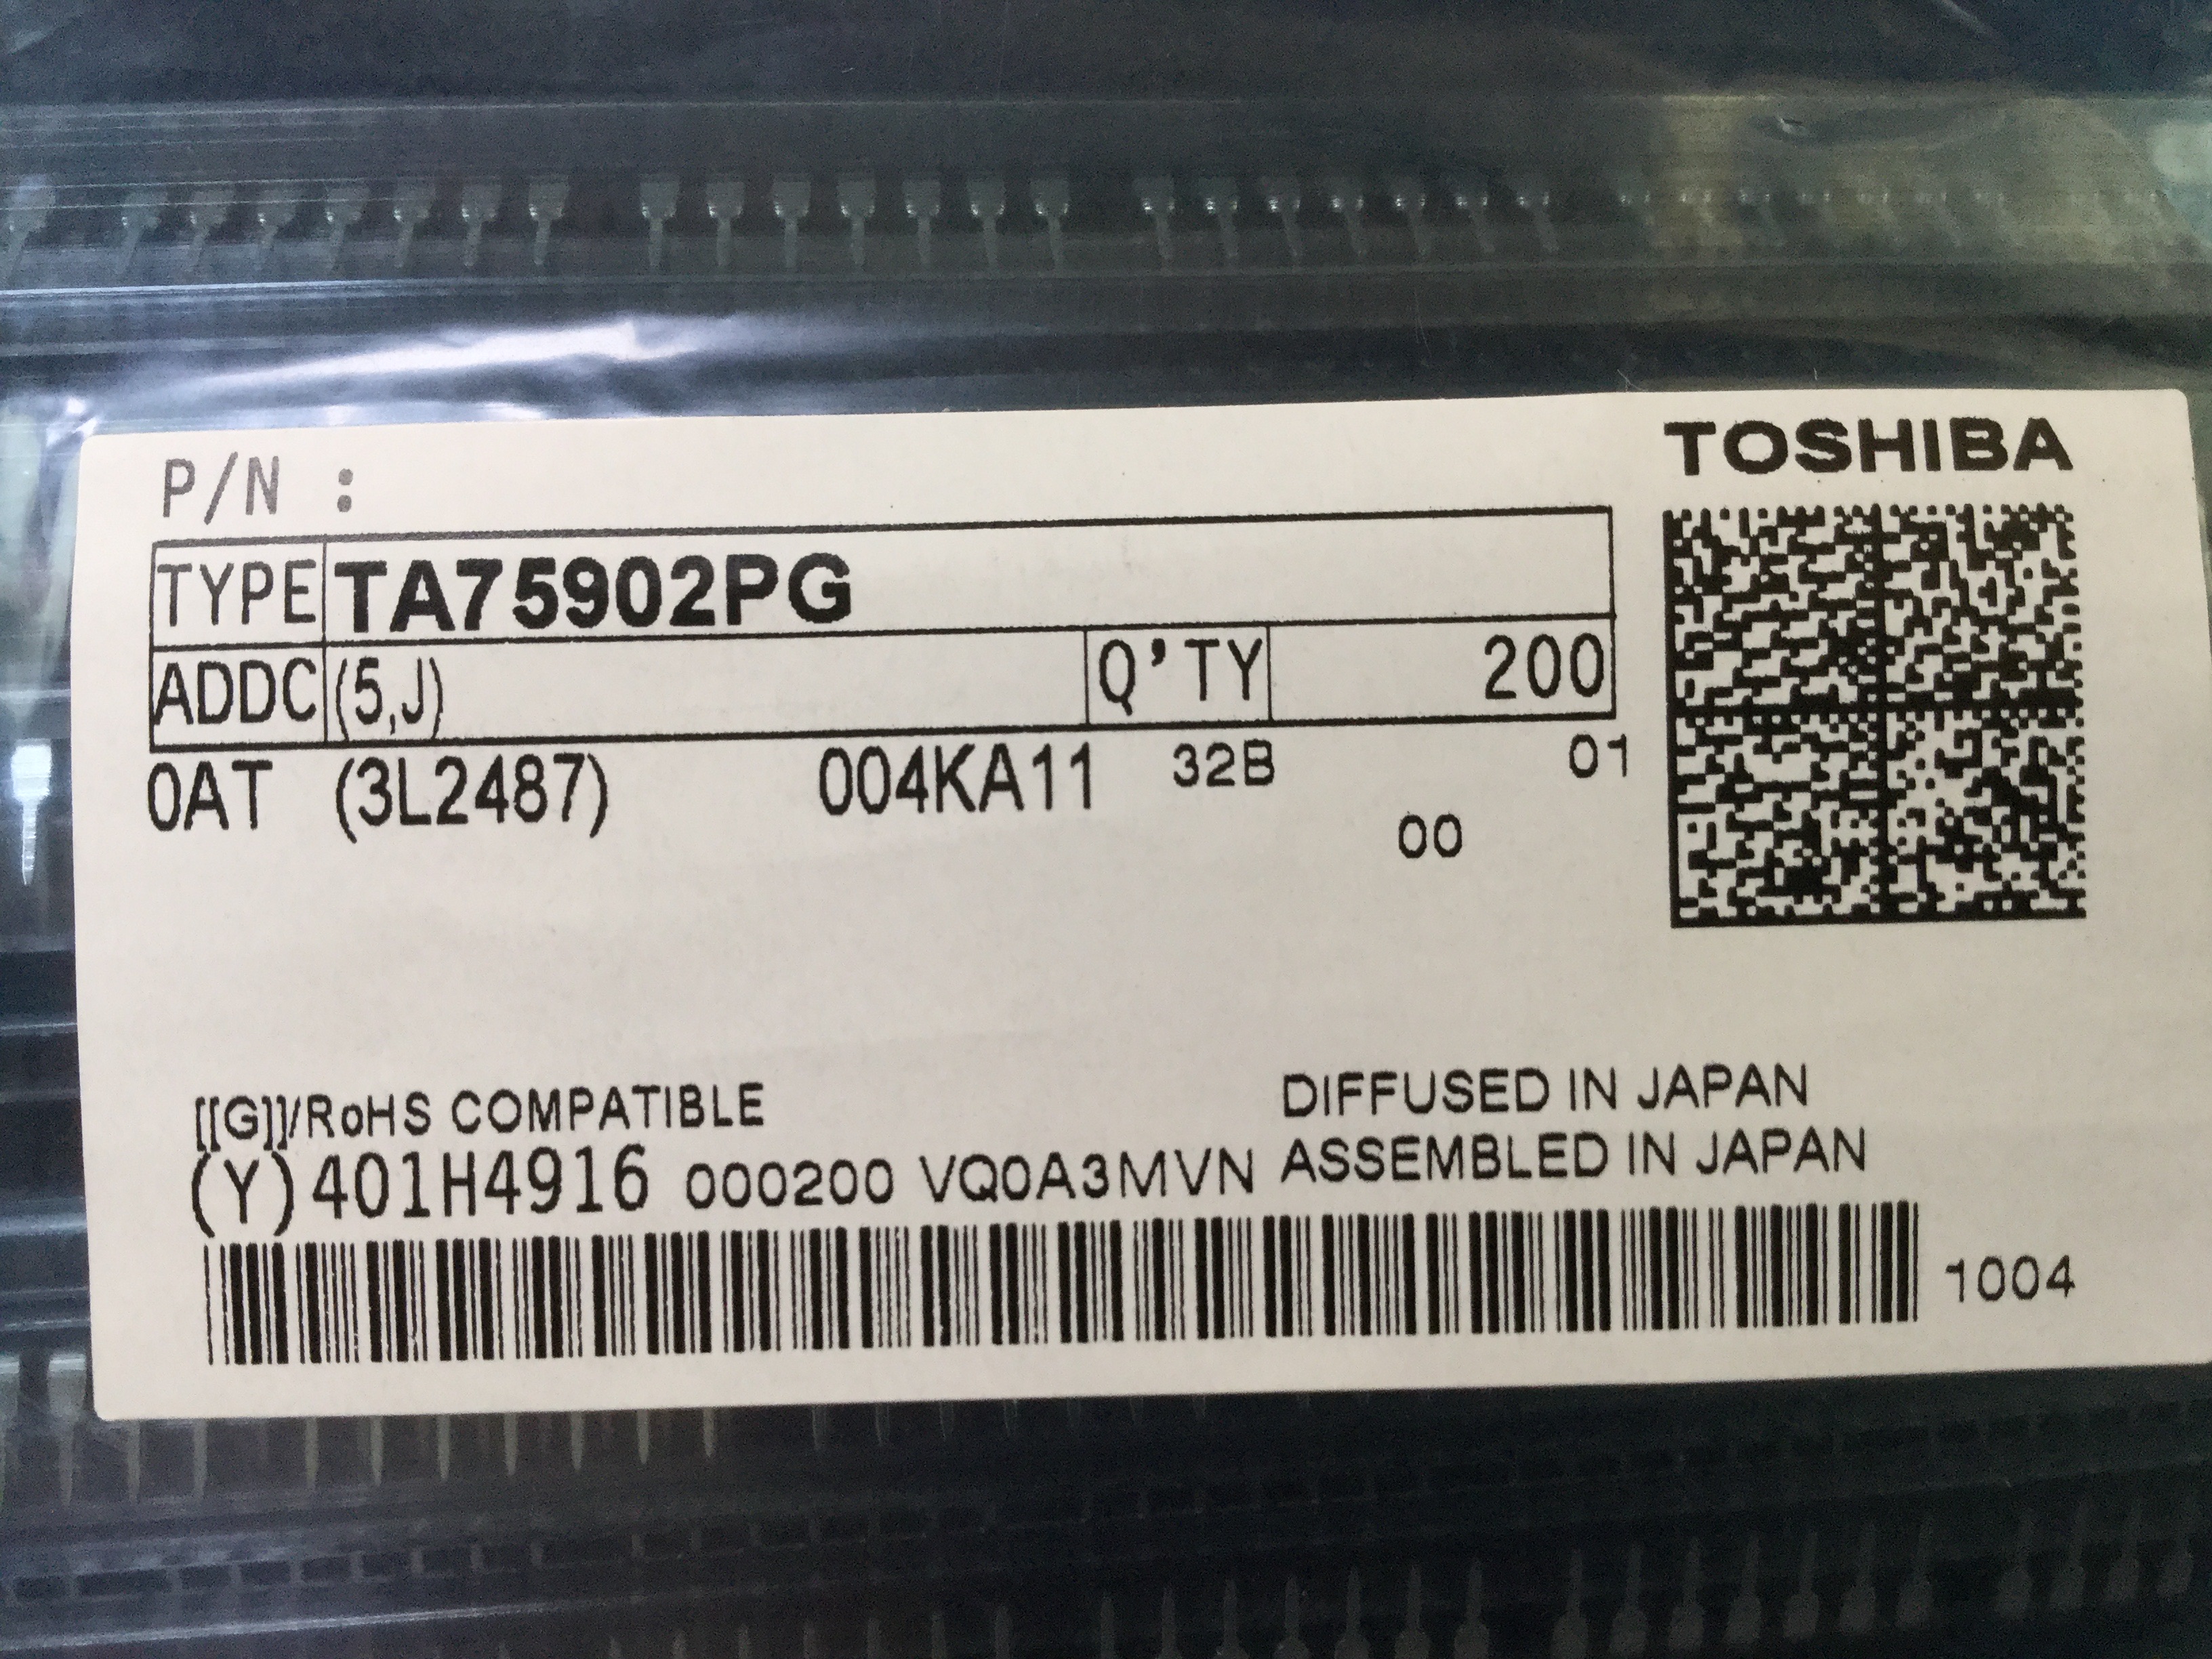 TOSHIBA
P/N :
TYPE TA75902PG
ADDC (5,J) Q'TY 200
0AT (3L2487) 004KA11 32B 01
00
[[G]]/RoHS COMPATIBLE DIFFUSED IN JAPAN
(Y)401H4916 000200 VQ0A3MVN ASSEMBLED IN JAPAN
1004